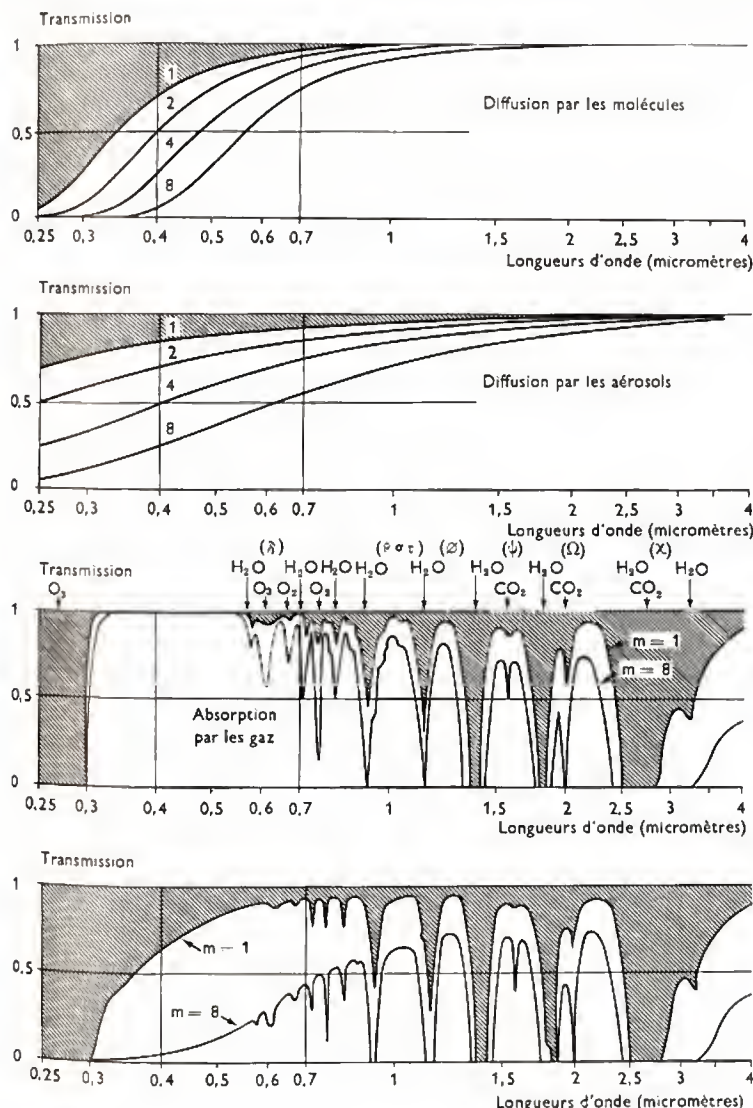 Transmission
1
1
2
0,5
4
Diffusion par les molécules
8
0
0.25 0,3 0,4 0,5 0,6 0,7 1 1,5 2 3 4
Longueurs d'onde (micromètres)
Transmission
1
1
2
0.5
4
Diffusion par les aérosols
8
0
0,25 0,3 0,4 0,5 0,6 0,7 1 1,5 2 3 4
Longueurs d'onde (micromètres)
(ρ σ τ) (Ø) (ψ) (Ω) (χ)
Transmission H₂O H₂O H₂O H₂O H₂O H₂O H₂O H₂O H₂O
O₃ O₃ O₂ O₂ CO₂ CO₂ CO₂
1
m = 1
m = 8
0,5
Absorption
par les gaz
0
0.25 0,3 0,4 0,5 0,6 0,7 1 1,5 2 2,5 3 4
Longueurs d'onde (micromètres)
Transmission
1
m = 1
0.5
m = 8
0
0.25 0,3 0,4 0,5 0,6 0,7 1 1,5 2 2,5 3 4
Longueurs d'onde (micromètres)